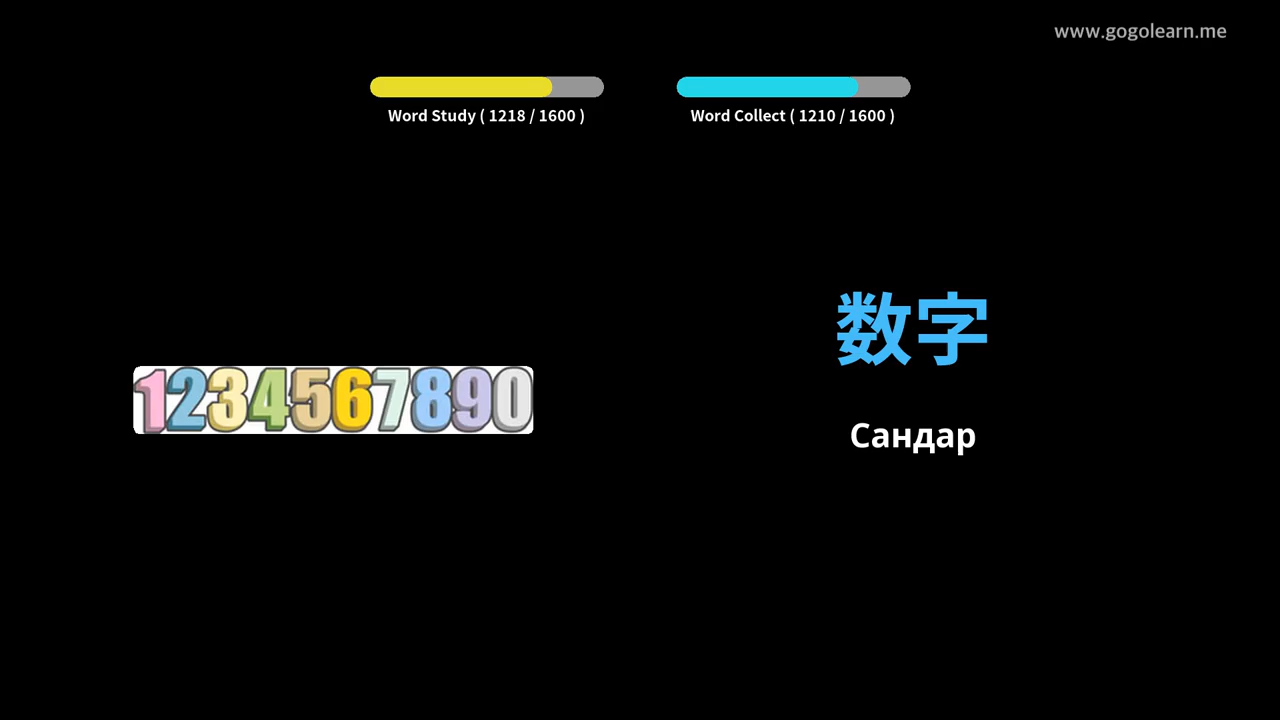 www.gogolearn.me
Word Study ( 1218 / 1600 )
Word Collect ( 1210 / 1600 )
数字
1234567890
Сандар